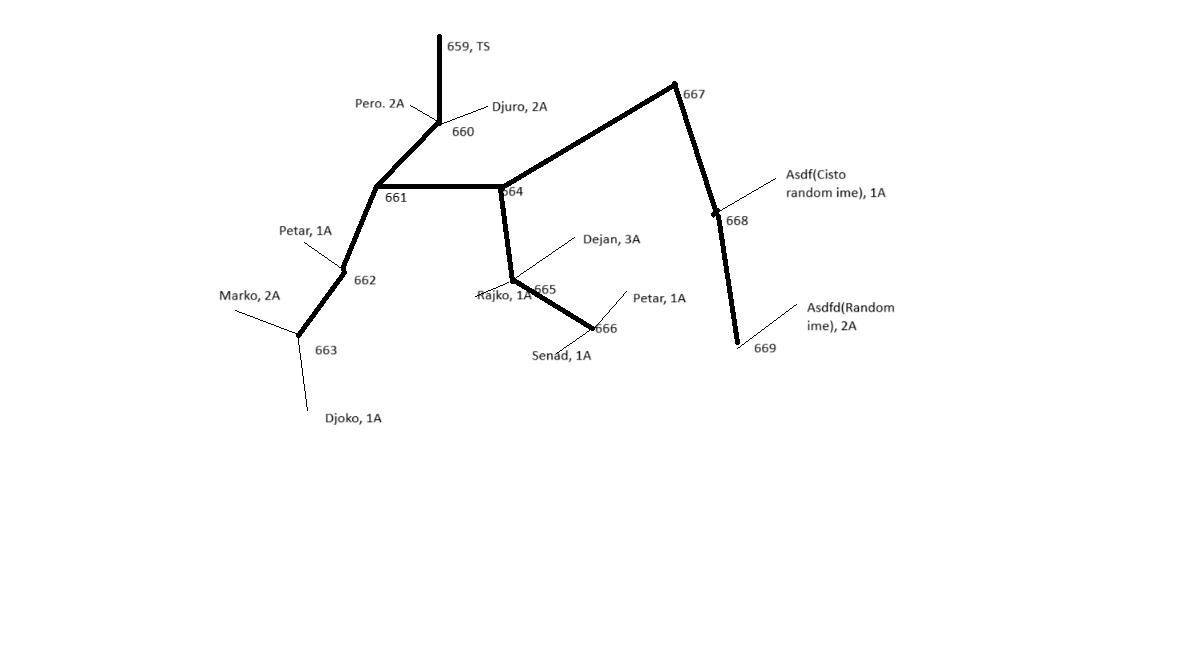 659, TS
667
Pero. 2A
Djuro, 2A
660
Asdf(Cisto
random ime), 1A
661
664
668
Petar, 1A
Dejan, 3A
662
Marko, 2A
Rajko, 1A
665
Petar, 1A
666
Asdfd(Random
ime), 2A
663
Senad, 1A
669
Djoko, 1A